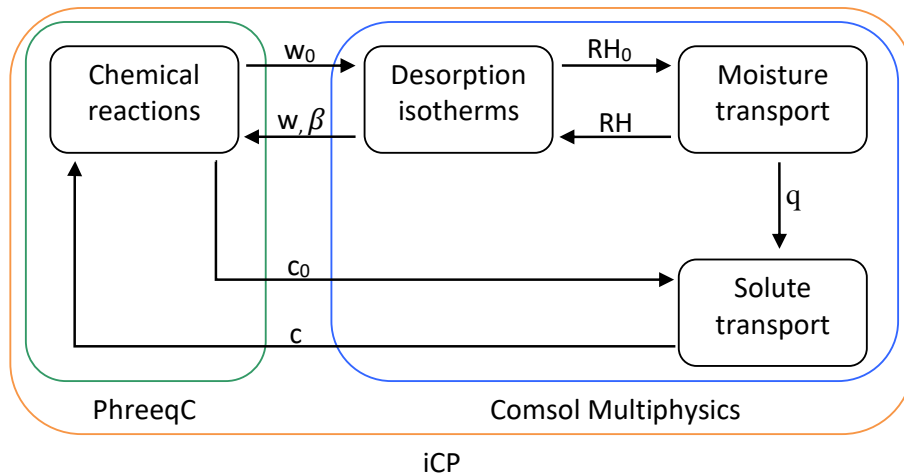 w₀
RH₀
Chemical
reactions
Desorption
isotherms
Moisture
transport
w, β
RH
q
c₀
Solute
transport
c
PhreeqC
Comsol Multiphysics
iCP